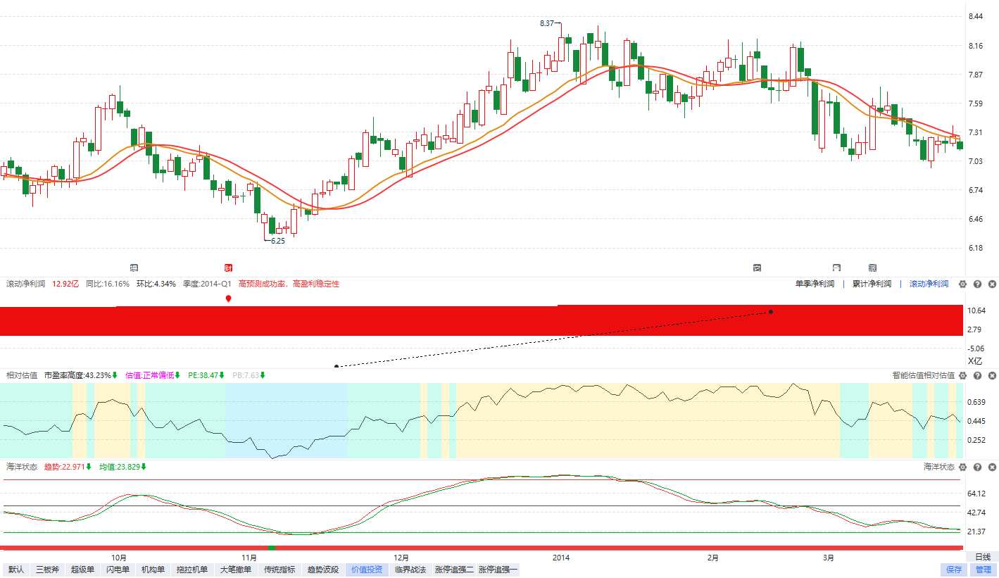 8.44
8.37
8.16
7.87
7.59
7.31
7.03
6.74
6.46
6.25
6.18
财
滚动净利润 12.92亿 同比:16.16% 环比:4.34% 季度:2014-Q1 高预测成功率，高盈利稳定性 单季净利润 | 累计净利润 | 滚动净利润
10.64
2.79
-5.06
X亿
相对估值 市盈率高度:43.23% 估值:正常偏低 PE:38.47 PB:7.63 智能估值相对估值
0.639
0.445
0.252
海洋状态 趋势:22.971 均值:23.829 海洋状态
64.12
42.74
21.37
10月 11月 12月 2014 2月 3月 日线
默认 三板斧 超级单 闪电单 机构单 拖拉机单 大笔撤单 传统指标 趋势波段 价值投资 临界战法 涨停追强二 涨停追强一 保存 管理